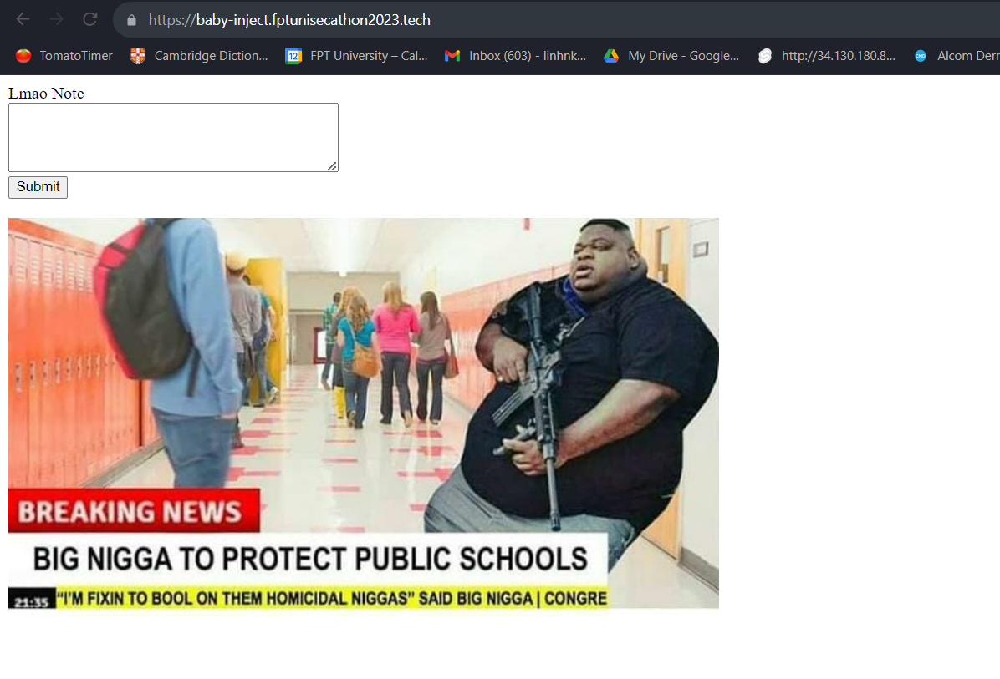 https://baby-inject.fptunisecathon2023.tech
TomatoTimer Cambridge Diction... FPT University – Cal... Inbox (603) - linhnk... My Drive - Google... http://34.130.180.8... Alcom Derr
Lmao Note
Submit
BREAKING NEWS
BIG NIGGA TO PROTECT PUBLIC SCHOOLS
21:35 “I'M FIXIN TO BOOL ON THEM HOMICIDAL NIGGAS” SAID BIG NIGGA | CONGRE